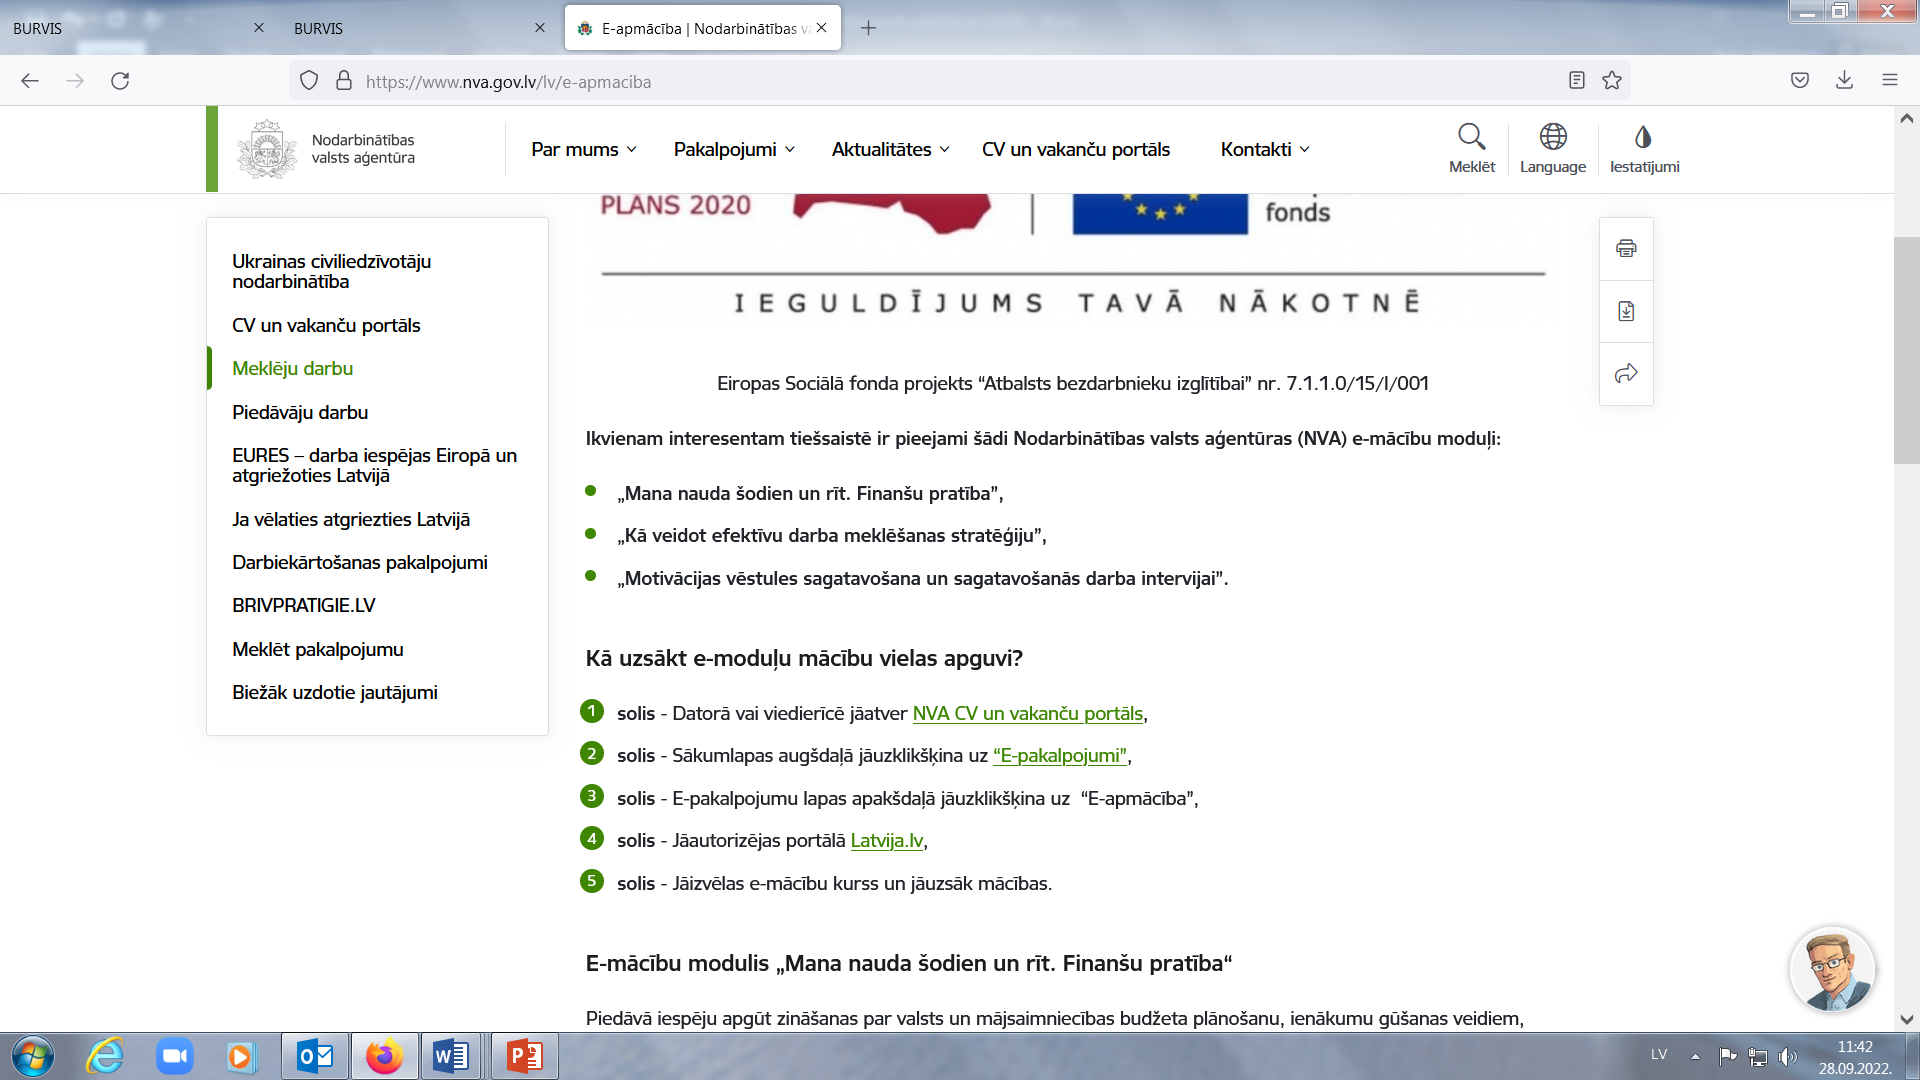 BURVIS
BURVIS
E-apmācība | Nodarbinātības va
https://www.nva.gov.lv/lv/e-apmaciba
Nodarbinātības
valsts aģentūra
Par mums
Pakalpojumi
Aktualitātes
CV un vakanču portāls
Kontakti
Meklēt
Language
Iestatījumi
Ukrainas civiliedzīvotāju
nodarbinātība
CV un vakanču portāls
Meklēju darbu
Piedāvāju darbu
EURES – darba iespējas Eiropā un
atgriežoties Latvijā
Ja vēlaties atgriezties Latvijā
Darbiekārtošanas pakalpojumi
BRIVPRATIGIE.LV
Meklēt pakalpojumu
Biežāk uzdotie jautājumi
PLĀNS 2020
fonds
IEGULDĪJUMS TAVĀ NĀKOTNĒ
Eiropas Sociālā fonda projekts “Atbalsts bezdarbnieku izglītībai” nr. 7.1.1.0/15/I/001
Ikvienam interesentam tiešsaistē ir pieejami šādi Nodarbinātības valsts aģentūras (NVA) e-mācību moduļi:
„Mana nauda šodien un rīt. Finanšu pratība”,
„Kā veidot efektīvu darba meklēšanas stratēģiju”,
„Motivācijas vēstules sagatavošana un sagatavošanās darba intervijai”.
Kā uzsākt e-moduļu mācību vielas apguvi?
1 solis - Datorā vai viedierīcē jāatver NVA CV un vakanču portāls,
2 solis - Sākumlapas augšdaļā jāuzklikšķina uz “E-pakalpojumi”,
3 solis - E-pakalpojumu lapas apakšdaļā jāuzklikšķina uz “E-apmācība”,
4 solis - Jāautorizējas portālā Latvija.lv,
5 solis - Jāizvēlas e-mācību kurss un jāuzsāk mācības.
E-mācību modulis „Mana nauda šodien un rīt. Finanšu pratība“
Piedāvā iespēju apgūt zināšanas par valsts un mājsaimniecības budžeta plānošanu, ienākumu gūšanas veidiem,
LV
11:42
28.09.2022.